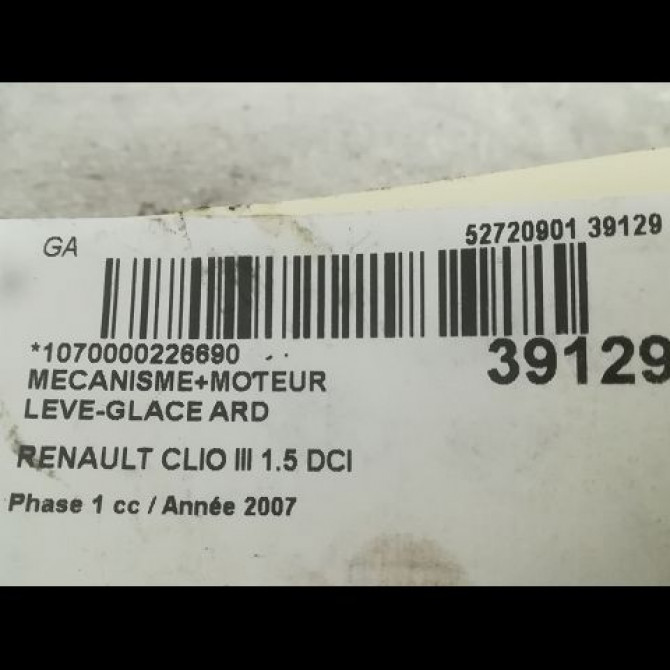 GA
52720901 39129
*1070000226690
39129
MECANISME+MOTEUR
LEVE-GLACE ARD
RENAULT CLIO III 1.5 DCI
Phase 1 cc / Année 2007